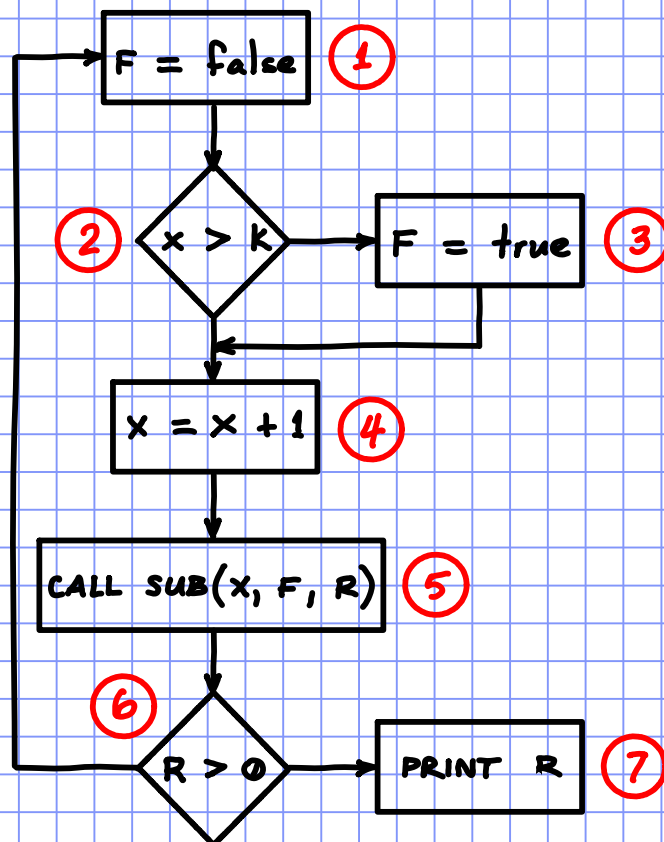 F = false
1
2
x > K
F = true
3
x = x + 1
4
CALL SUB(X, F, R)
5
6
R > 0
PRINT R
7